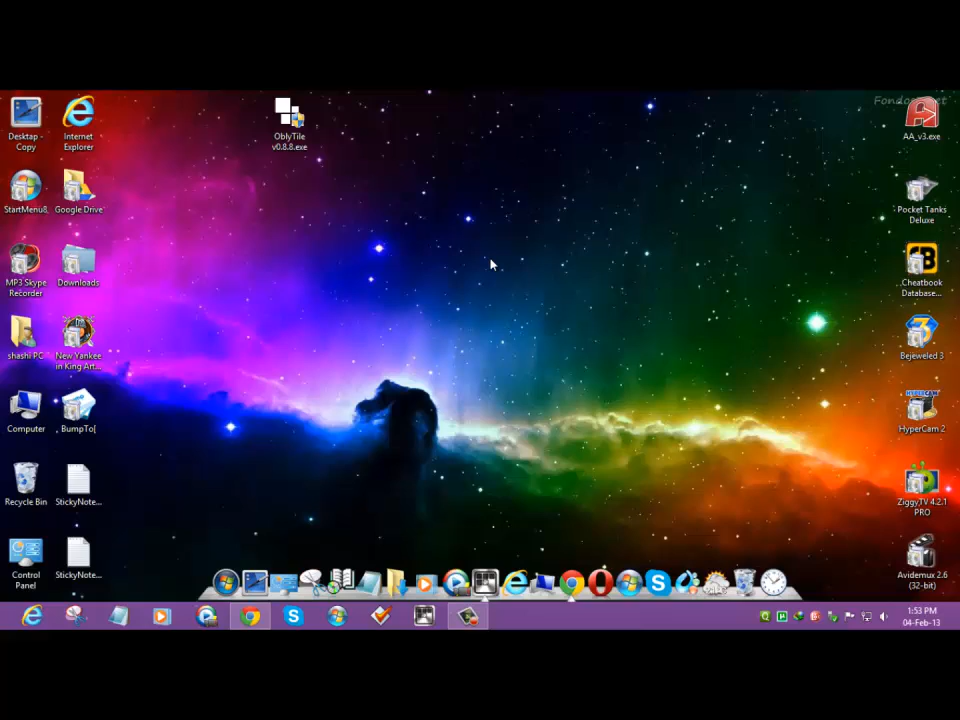 Desktap -
Copy
Internet
Explorer
OblyTile
v0.8.8.exe
AA_v3.exe
StartMenu8
Google Drive
Pocket Tanks
Deluxe
MP3 Skype
Recorder
Downloads
Cheatbook
Database...
shashi PC
New Yankee
in King Art...
Bejeweled 3
Computer
BumpTo[
HYPERCAM
HyperCam 2
Recycle Bin
StickyNote...
ZiggyTV 4.2.1
PRO
Control
Panel
StickyNote...
Avidemux 2.6
(32-bit)
1:53 PM
04-Feb-13